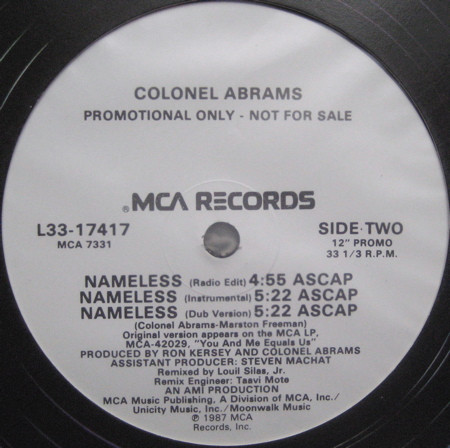 COLONEL ABRAMS
PROMOTIONAL ONLY - NOT FOR SALE
®MCA RECORDS
L33-17417 SIDE TWO
MCA 7331 12" PROMO
33 1/3 R.P.M.
NAMELESS (Radio Edit) 4:55 ASCAP
NAMELESS (Instrumental) 5:22 ASCAP
NAMELESS (Dub Version) 5:22 ASCAP
(Colonel Abrams-Marston Freeman)
Original version appears on the MCA LP,
MCA-42029, "You And Me Equals Us"
PRODUCED BY RON KERSEY AND COLONEL ABRAMS
ASSISTANT PRODUCER: STEVEN MACHAT
Remixed by Louil Silas, Jr.
Remix Engineer: Taavi Mote
AN AMI PRODUCTION
MCA Music Publishing, A Division of MCA, Inc./
Unicity Music, Inc./Moonwalk Music
℗ 1987 MCA
Records, Inc.